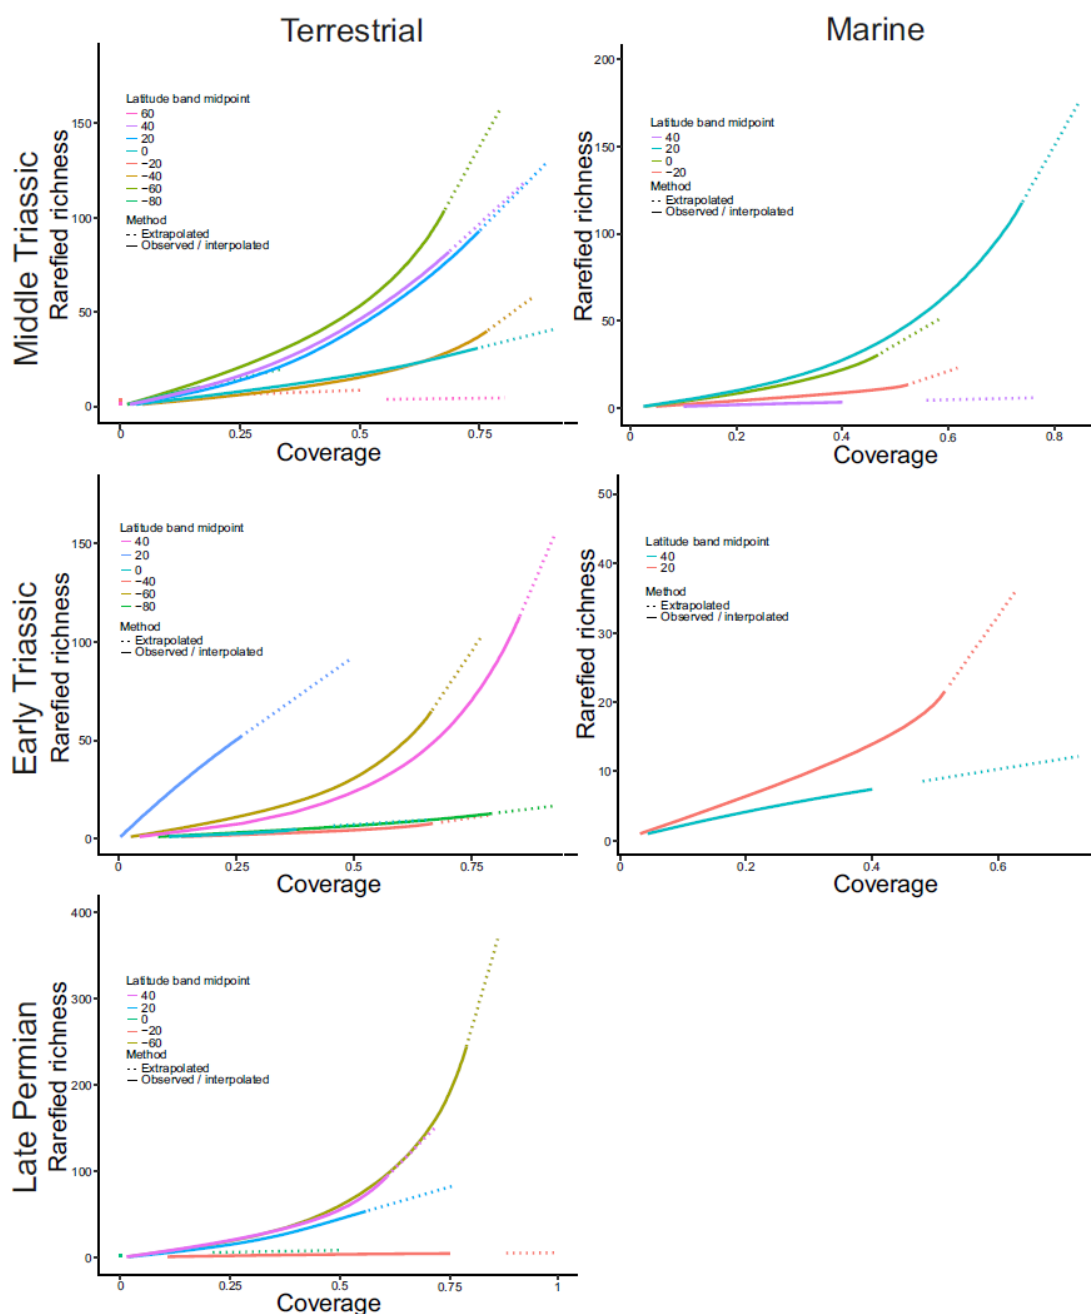 Terrestrial
Marine
Middle Triassic
Rarefied richness
150
100
50
0
Latitude band midpoint
60
40
20
0
−20
−40
−60
−80
Method
Extrapolated
Observed / interpolated
0
0.25
0.5
0.75
Coverage
Rarefied richness
200
150
100
50
0
Latitude band midpoint
40
20
0
−20
Method
Extrapolated
Observed / interpolated
0
0.2
0.4
0.6
0.8
Coverage
Early Triassic
Rarefied richness
150
100
50
0
Latitude band midpoint
40
20
0
−40
−60
−80
Method
Extrapolated
Observed / interpolated
0
0.25
0.5
0.75
Coverage
Rarefied richness
50
40
30
20
10
0
Latitude band midpoint
40
20
Method
Extrapolated
Observed / interpolated
0
0.2
0.4
0.6
Coverage
Late Permian
Rarefied richness
400
300
200
100
0
Latitude band midpoint
40
20
0
−20
−60
Method
Extrapolated
Observed / interpolated
0
0.25
0.5
0.75
1
Coverage